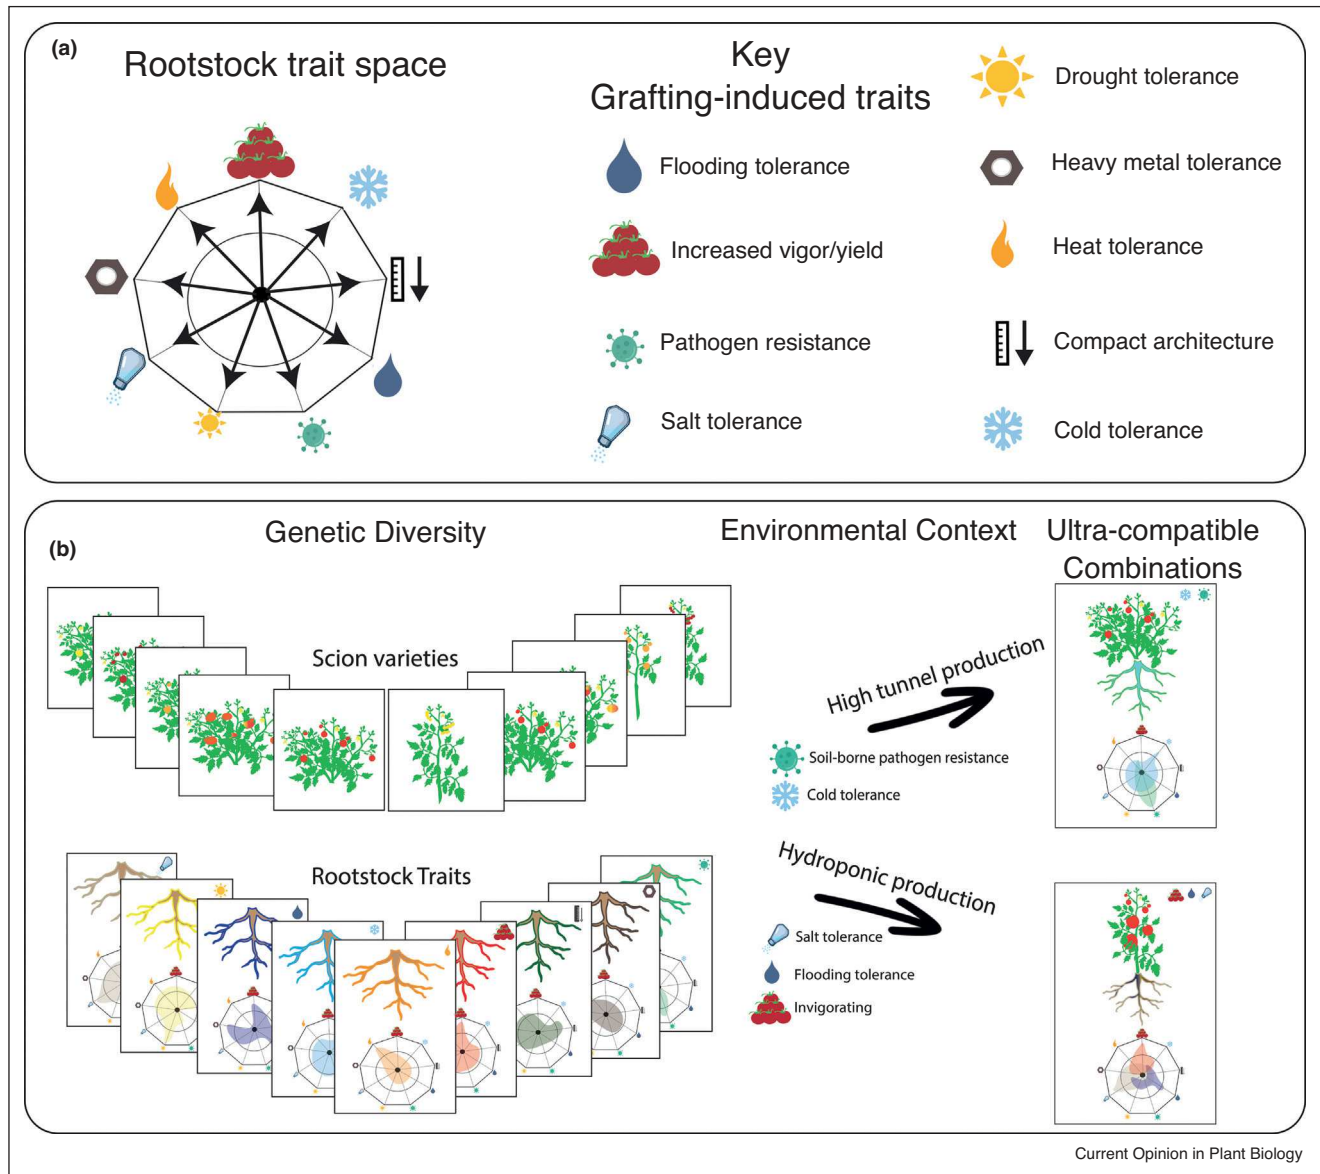 (a)
Rootstock trait space
Key
Grafting-induced traits
Flooding tolerance
Increased vigor/yield
Pathogen resistance
Salt tolerance
Drought tolerance
Heavy metal tolerance
Heat tolerance
Compact architecture
Cold tolerance
(b)
Genetic Diversity
Environmental Context
Ultra-compatible
Combinations
Scion varieties
High tunnel production
Soil-borne pathogen resistance
Cold tolerance
Rootstock Traits
Hydroponic production
Salt tolerance
Flooding tolerance
Invigorating
Current Opinion in Plant Biology